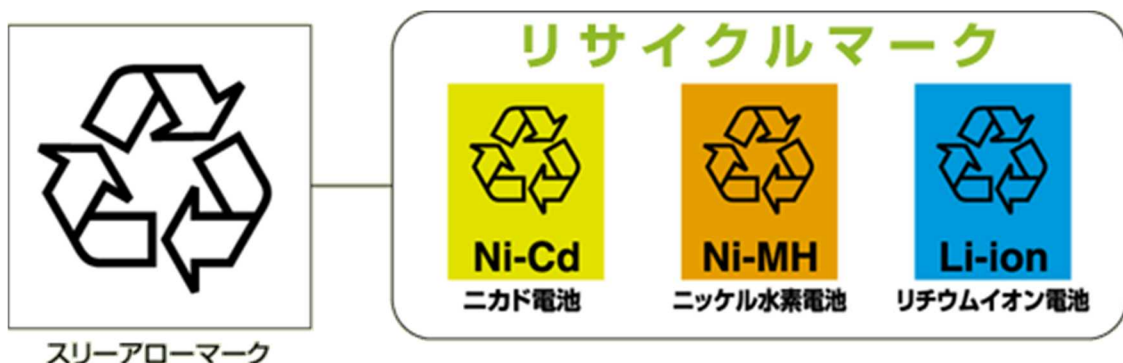 リサイクルマーク
Ni-Cd
ニカド電池
Ni-MH
ニッケル水素電池
Li-ion
リチウムイオン電池
スリーアローマーク